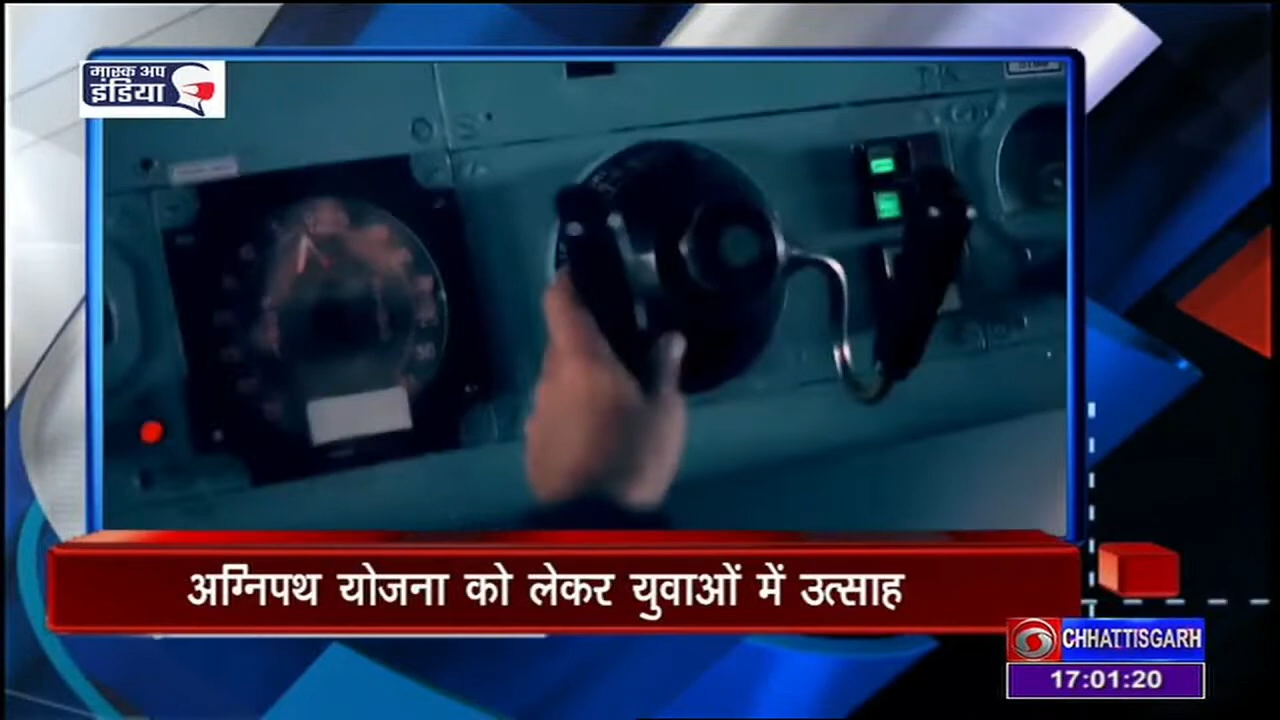 मास्क अप
इंडिया
अग्निपथ योजना को लेकर युवाओं में उत्साह
CHHATTISGARH
17:01:20